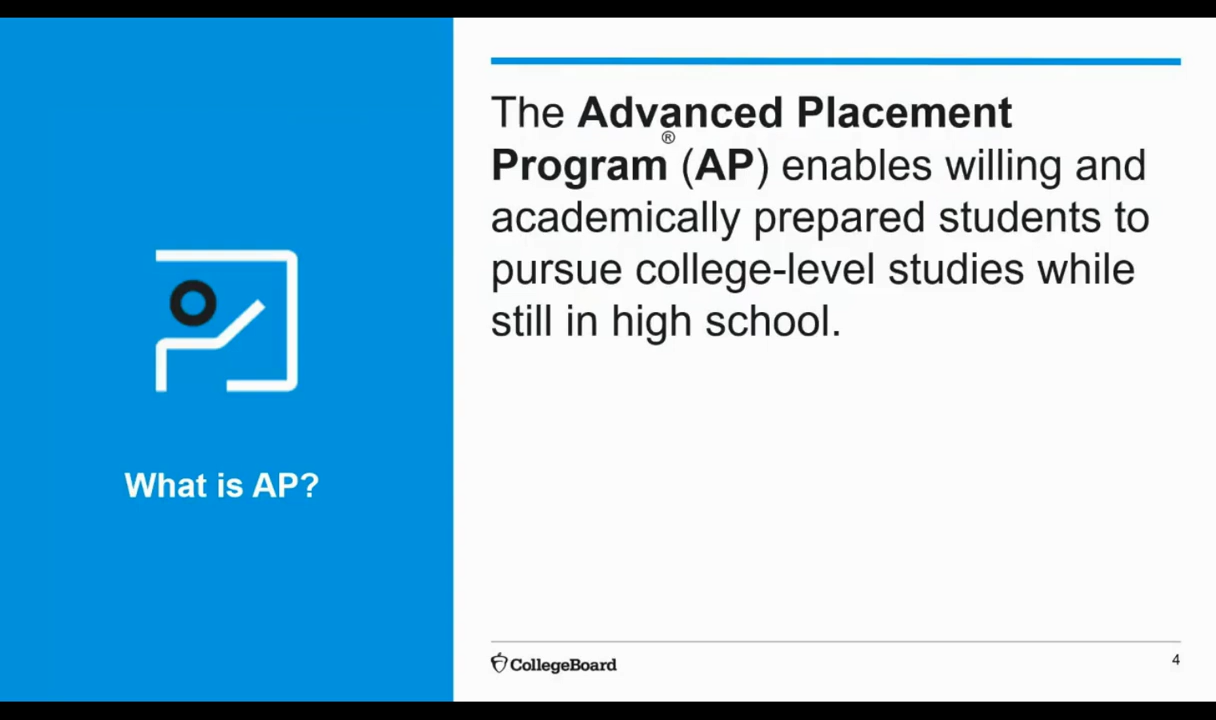 What is AP?
The Advanced Placement
Program® (AP) enables willing and
academically prepared students to
pursue college-level studies while
still in high school.
CollegeBoard
4